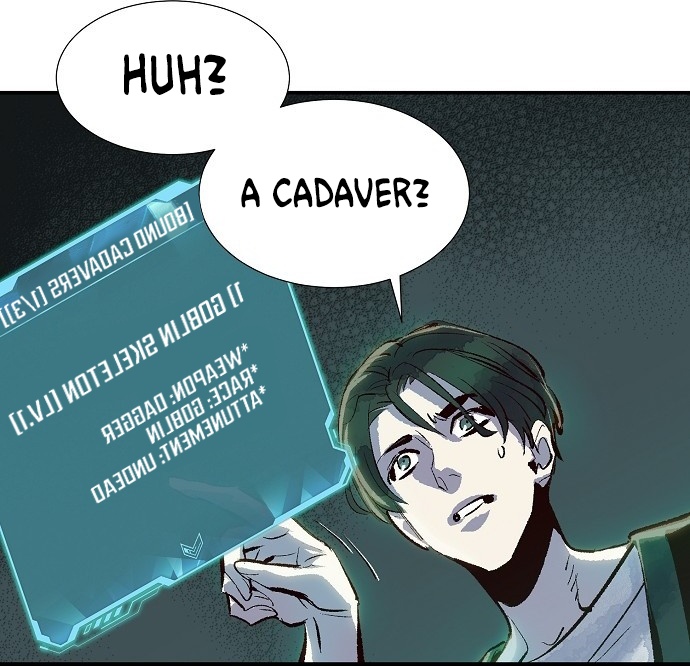 HUH?
A CADAVER?
[BOUND CADAVERS [1/3]]
1] GOBLIN SKELETON [LV.1]
*WEAPON: DAGGER
*RACE: GOBLIN
*ATTUNEMENT: UNDEAD